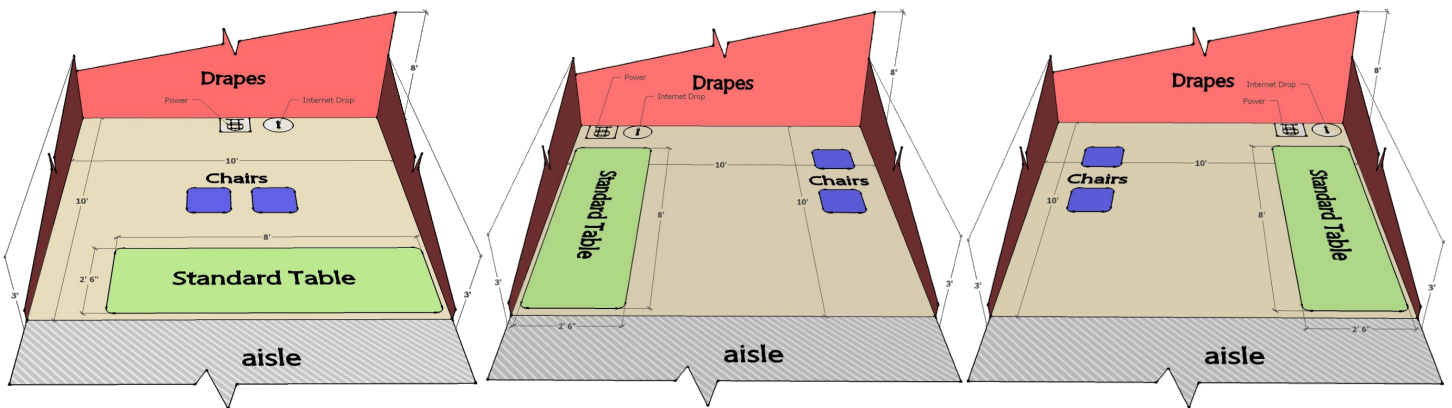 8'
Drapes
Power
Internet Drop
10'
Chairs
10'
8'
2' 6"
Standard Table
3'
3'
aisle
8'
Power
Drapes
Internet Drop
10'
Chairs
Standard Table
8'
10'
3'
3'
2' 6"
aisle
8'
Drapes
Internet Drop
Power
10'
Chairs
10'
8'
Standard Table
3'
3'
2' 6"
aisle